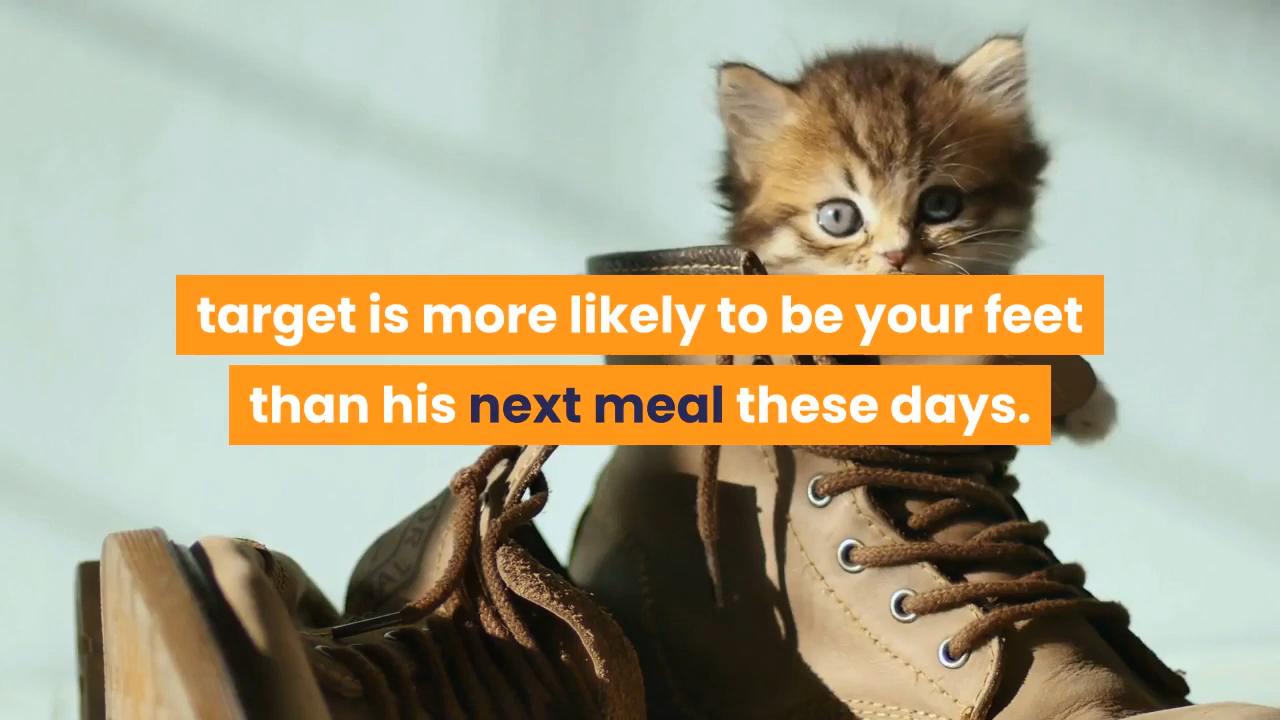 target is more likely to be your feet
than his next meal these days.